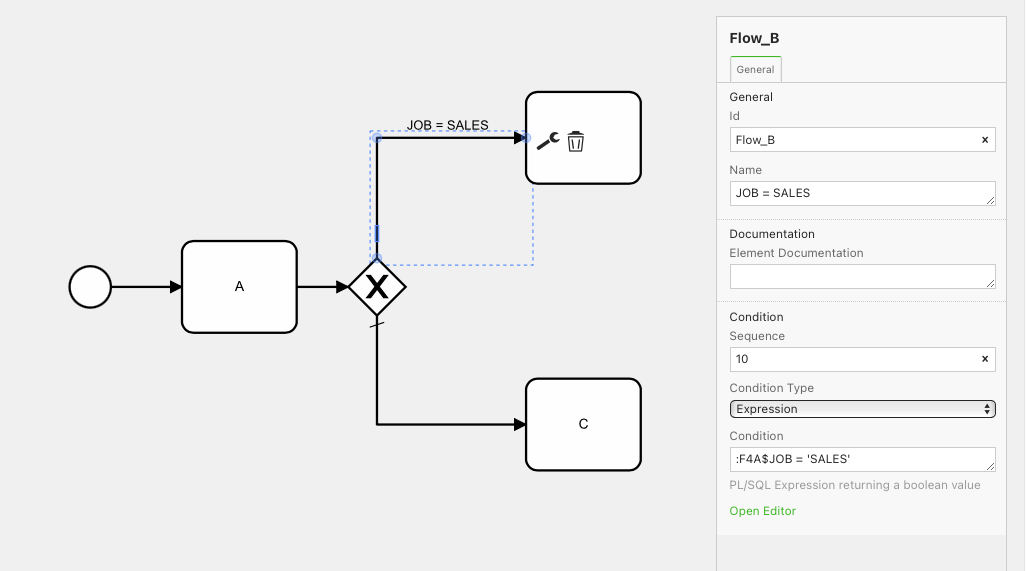 JOB = SALES
A
C
Flow_B
General
General
Id
Flow_B
Name
JOB = SALES
Documentation
Element Documentation
Condition
Sequence
10
Condition Type
Expression
Condition
:F4A$JOB = 'SALES'
PL/SQL Expression returning a boolean value
Open Editor